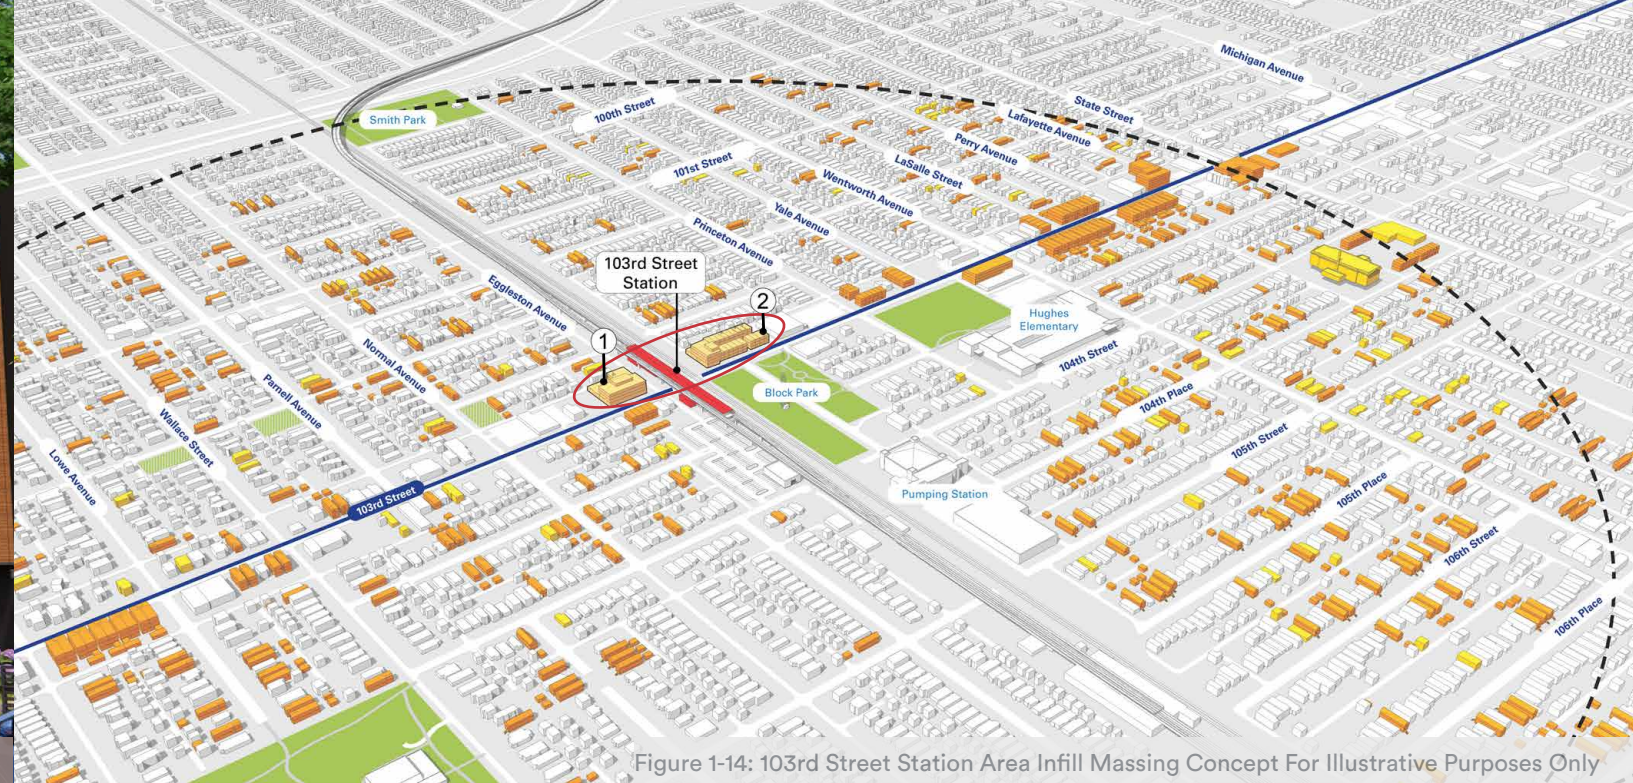 Michigan Avenue
State Street
Lafayette Avenue
Perry Avenue
LaSalle Street
Wentworth Avenue
Yale Avenue
Princeton Avenue
100th Street
101st Street
Smith Park
103rd Street
Station
1
2
Eggleston Avenue
Normal Avenue
Parnell Avenue
Wallace Street
Lowe Avenue
103rd Street
Hughes
Elementary
Block Park
Pumping Station
104th Street
104th Place
105th Street
105th Place
106th Street
106th Place
Figure 1-14: 103rd Street Station Area Infill Massing Concept For Illustrative Purposes Only